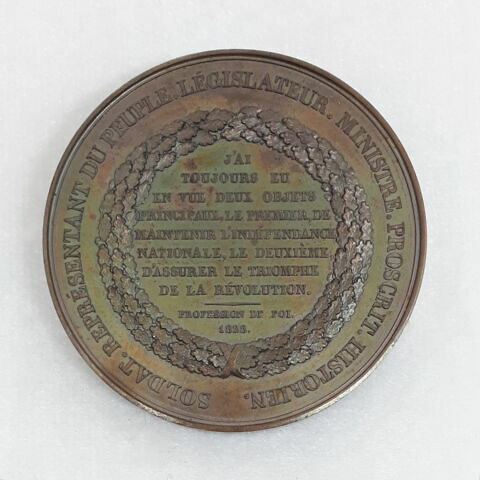 SOLDAT. REPRÉSENTANT DU PEUPLE. LÉGISLATEUR. MINISTRE. PROSCRIT. HISTORIEN.
J'AI
TOUJOURS EU
EN VUE DEUX OBJETS
PRINCIPAUX, LE PREMIER, DE
MAINTENIR L'INDÉPENDANCE
NATIONALE, LE DEUXIÈME
D'ASSURER LE TRIOMPHE
DE LA RÉVOLUTION.
PROFESSION DE FOI.